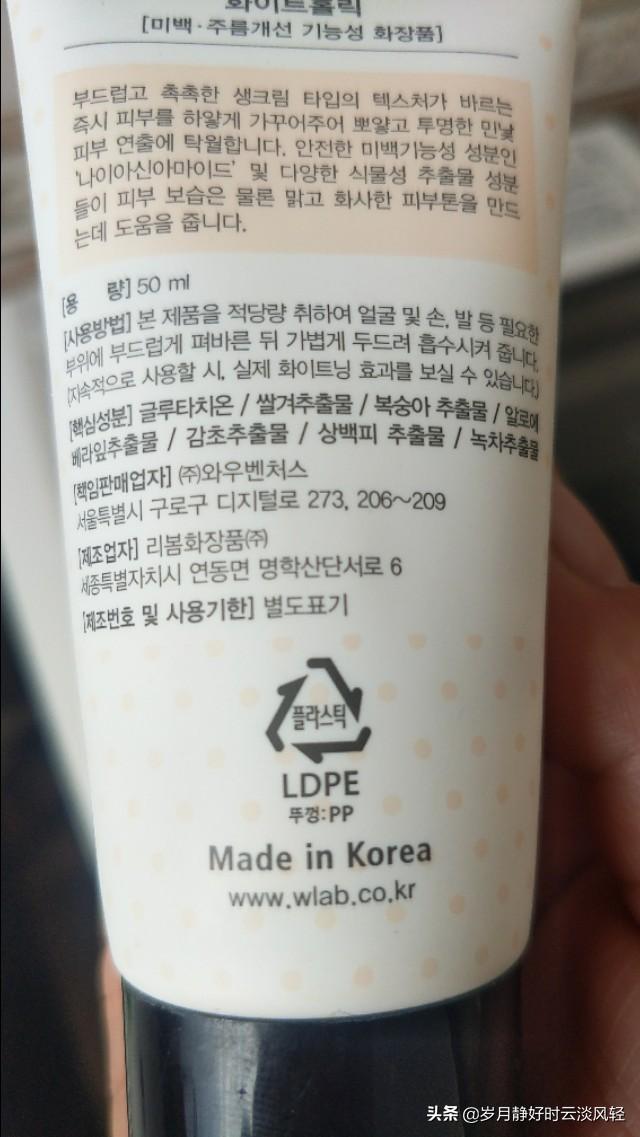 화이트홀릭
[미백·주름개선 기능성 화장품]
부드럽고 촉촉한 생크림 타입의 텍스처가 바르는
즉시 피부를 하얗게 가꾸어주어 뽀얗고 투명한 민낯
피부 연출에 탁월합니다. 안전한 미백기능성 성분인
'나이아신아마이드' 및 다양한 식물성 추출물 성분
들이 피부 보습은 물론 맑고 화사한 피부톤을 만드
는데 도움을 줍니다.
[용 량] 50 ml
[사용방법] 본 제품을 적당량 취하여 얼굴 및 손, 발 등 필요한
부위에 부드럽게 펴바른 뒤 가볍게 두드려 흡수시켜 줍니다.
(지속적으로 사용할 시, 실제 화이트닝 효과를 보실 수 있습니다.)
[핵심성분] 글루타치온 / 쌀겨추출물 / 복숭아 추출물 / 알로에
베라잎추출물 / 감초추출물 / 상백피 추출물 / 녹차추출물
[책임판매업자] ㈜와우벤처스
서울특별시 구로구 디지털로 273, 206~209
[제조업자] 리봄화장품㈜
세종특별자치시 연동면 명학산단서로 6
[제조번호 및 사용기한] 별도표기
플라스틱
LDPE
뚜껑:PP
Made in Korea
www.wlab.co.kr
头条 @岁月静好时云淡风轻